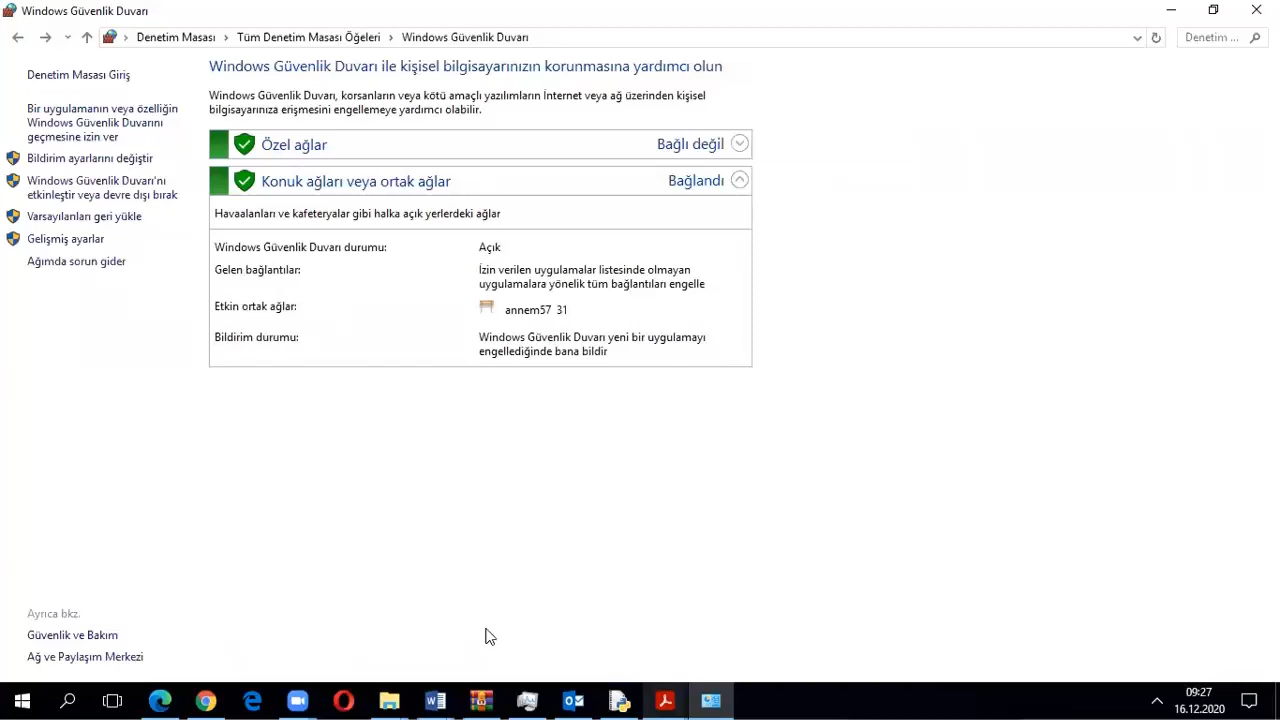 Windows Güvenlik Duvarı
Denetim Masası
Tüm Denetim Masası Öğeleri
Windows Güvenlik Duvarı
Denetim ...
Denetim Masası Giriş
Bir uygulamanın veya özelliğin
Windows Güvenlik Duvarını
geçmesine izin ver
Bildirim ayarlarını değiştir
Windows Güvenlik Duvarı'nı
etkinleştir veya devre dışı bırak
Varsayılanları geri yükle
Gelişmiş ayarlar
Ağımda sorun gider
Windows Güvenlik Duvarı ile kişisel bilgisayarınızın korunmasına yardımcı olun
Windows Güvenlik Duvarı, korsanların veya kötü amaçlı yazılımların İnternet veya ağ üzerinden kişisel
bilgisayarınıza erişmesini engellemeye yardımcı olabilir.
Özel ağlar Bağlı değil
Konuk ağları veya ortak ağlar Bağlandı
Havaalanları ve kafeteryalar gibi halka açık yerlerdeki ağlar
Windows Güvenlik Duvarı durumu: Açık
Gelen bağlantılar: İzin verilen uygulamalar listesinde olmayan
uygulamalara yönelik tüm bağlantıları engelle
Etkin ortak ağlar: annem57 31
Bildirim durumu: Windows Güvenlik Duvarı yeni bir uygulamayı
engellediğinde bana bildir
Ayrıca bkz.
Güvenlik ve Bakım
Ağ ve Paylaşım Merkezi
09:27
16.12.2020